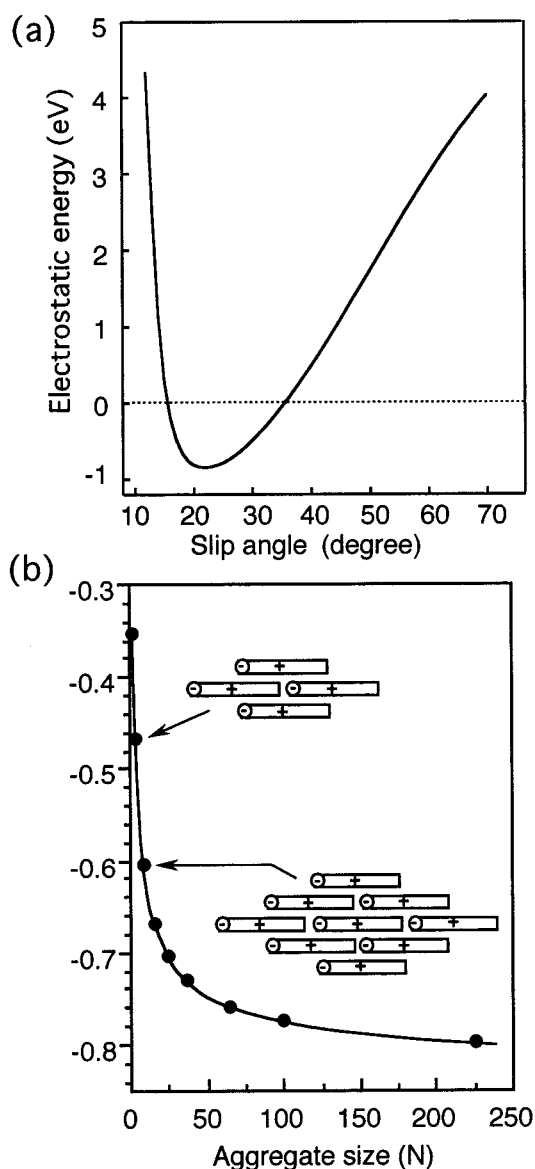 (a)
5
4
3
2
1
0
-1
Electrostatic energy (eV)
10 20 30 40 50 60 70
Slip angle (degree)
(b)
-0.3
-0.4
-0.5
-0.6
-0.7
-0.8
- + 
- + - +
- +
- +
- + - +
- + - + - +
- + - +
- +
0 50 100 150 200 250
Aggregate size (N)